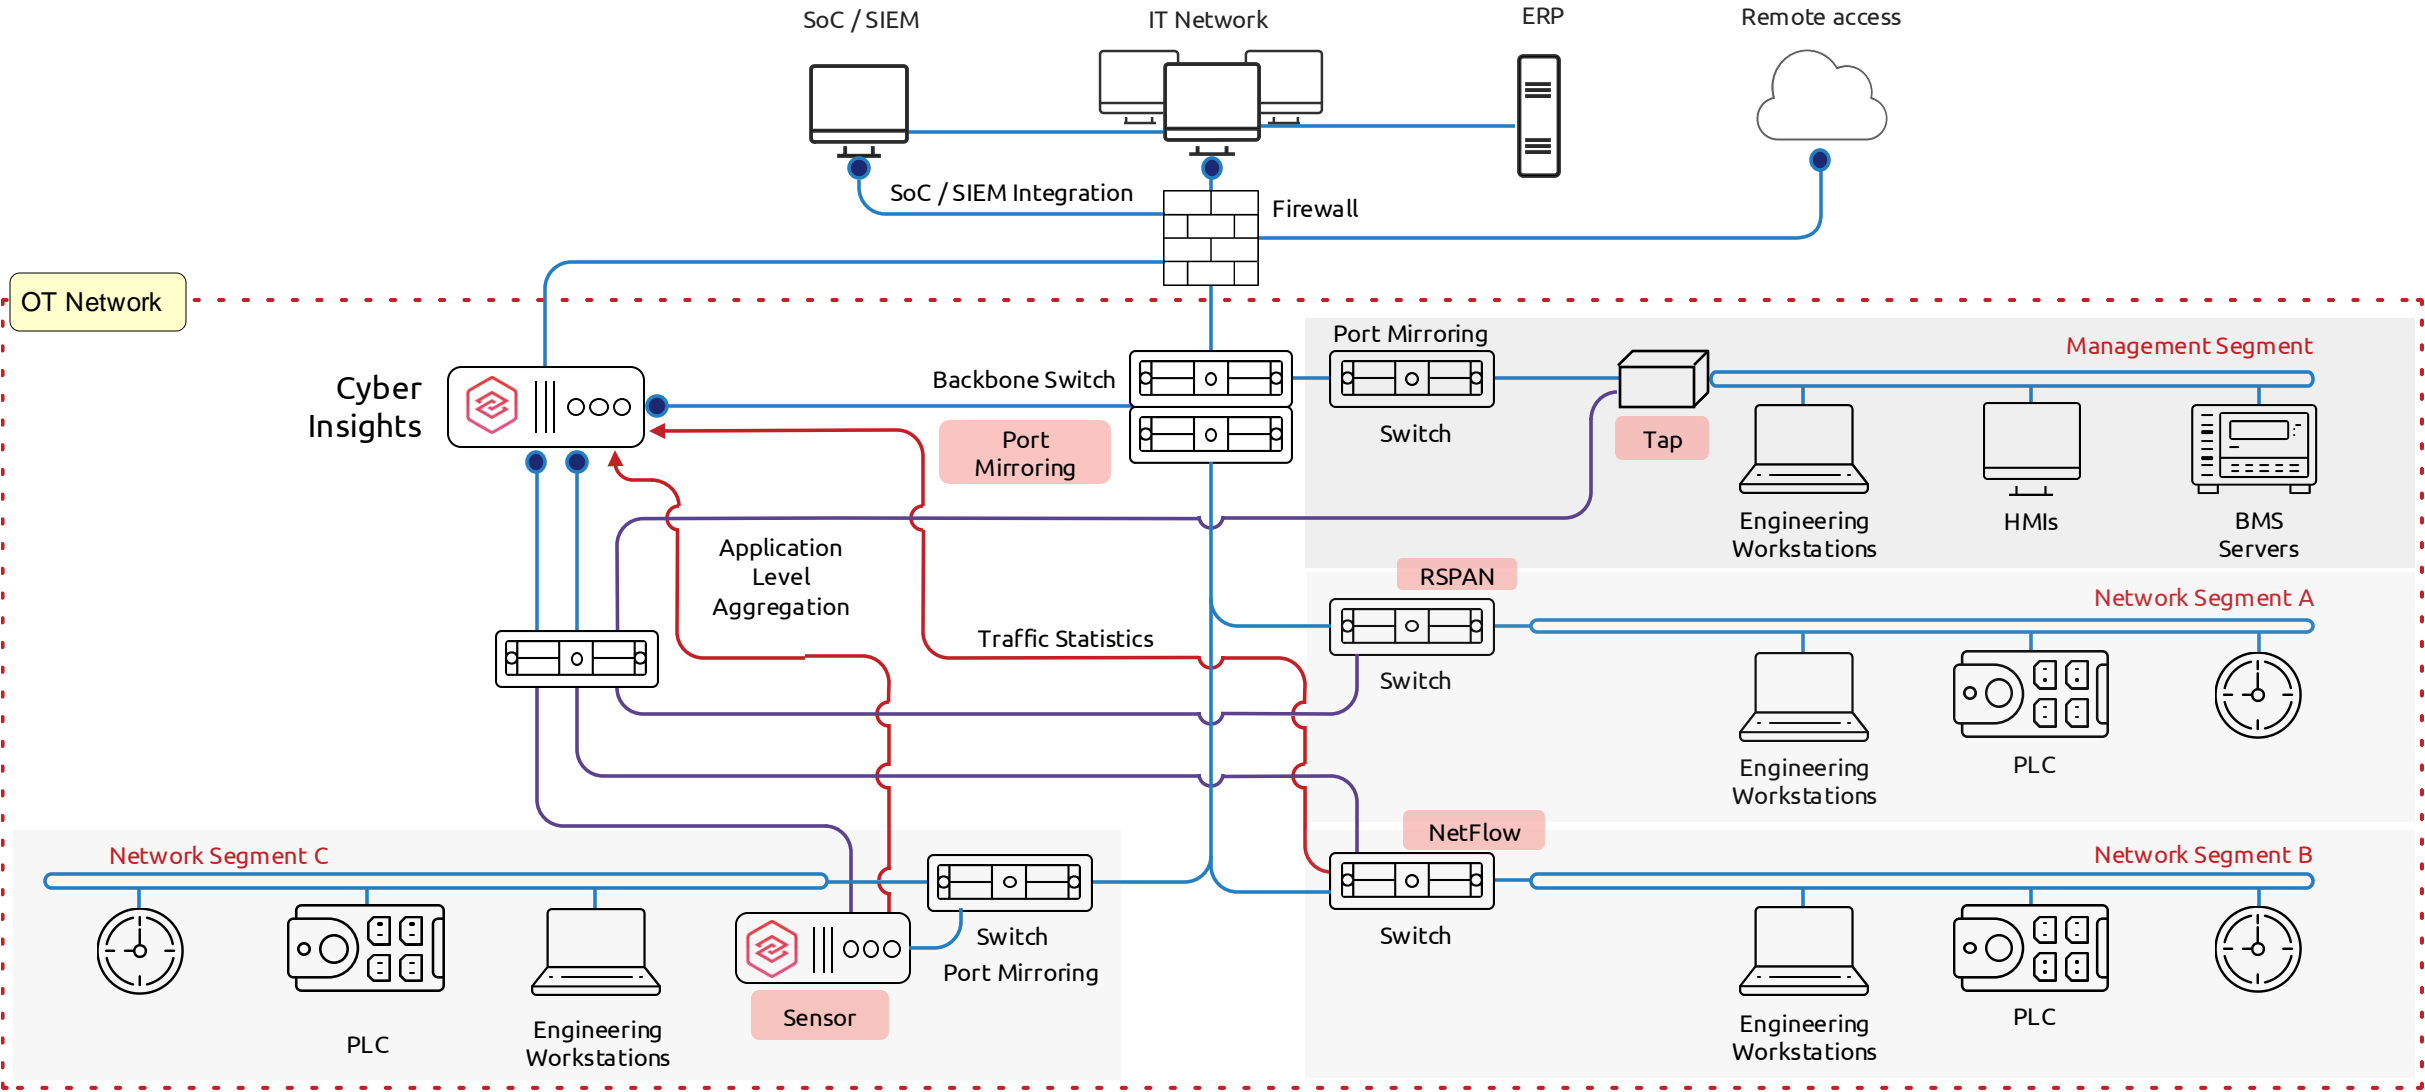 SoC / SIEM
IT Network
ERP
Remote access
SoC / SIEM Integration
Firewall
OT Network
Port Mirroring
Management Segment
Cyber
Insights
Backbone Switch
Port
Mirroring
Switch
Tap
Engineering
Workstations
HMIs
BMS
Servers
Application
Level
Aggregation
RSPAN
Network Segment A
Traffic Statistics
Switch
Engineering
Workstations
PLC
NetFlow
Network Segment C
Network Segment B
Switch
Port Mirroring
Switch
Sensor
PLC
Engineering
Workstations
Engineering
Workstations
PLC